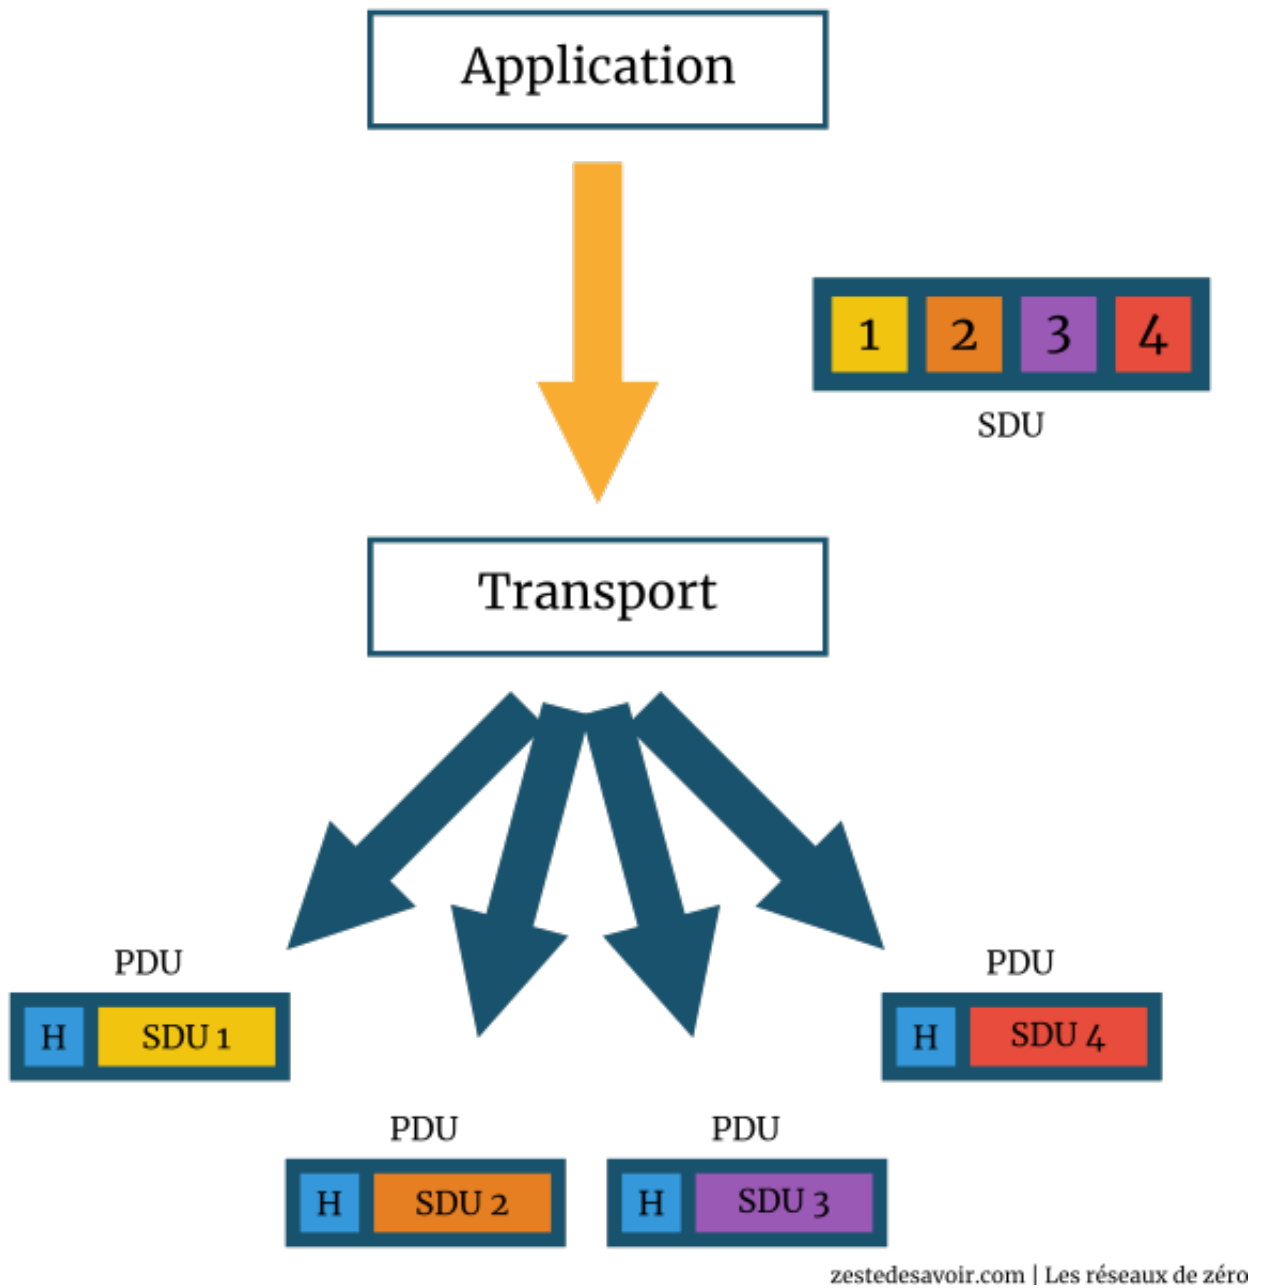 Application
1 2 3 4
SDU
Transport
PDU
H SDU 1
PDU
H SDU 4
PDU
H SDU 2
PDU
H SDU 3
zestedesavoir.com | Les réseaux de zéro